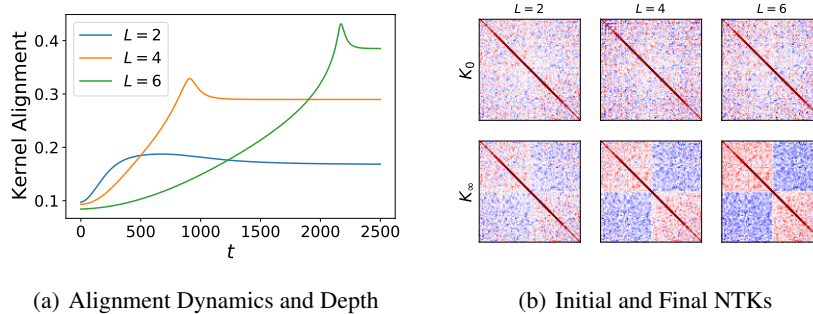 L = 2
L = 4
L = 6
Kernel Alignment
0.4
0.3
0.2
0.1
0 500 1000 1500 2000 2500
t
(a) Alignment Dynamics and Depth
L = 2 L = 4 L = 6
K₀
K∞
(b) Initial and Final NTKs